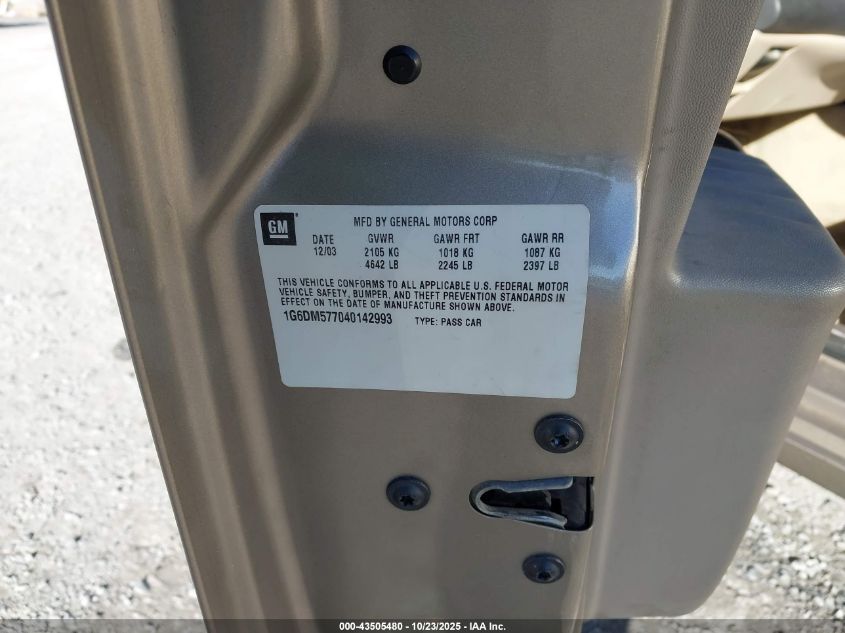 GM
MFD BY GENERAL MOTORS CORP
DATE GVWR GAWR FRT GAWR RR
12/03 2105 KG 1018 KG 1087 KG
4642 LB 2245 LB 2397 LB
THIS VEHICLE CONFORMS TO ALL APPLICABLE U.S. FEDERAL MOTOR
VEHICLE SAFETY, BUMPER, AND THEFT PREVENTION STANDARDS IN
EFFECT ON THE DATE OF MANUFACTURE SHOWN ABOVE.
1G6DM577040142993 TYPE: PASS CAR
000-43505480 - 10/23/2025 - IAA Inc.